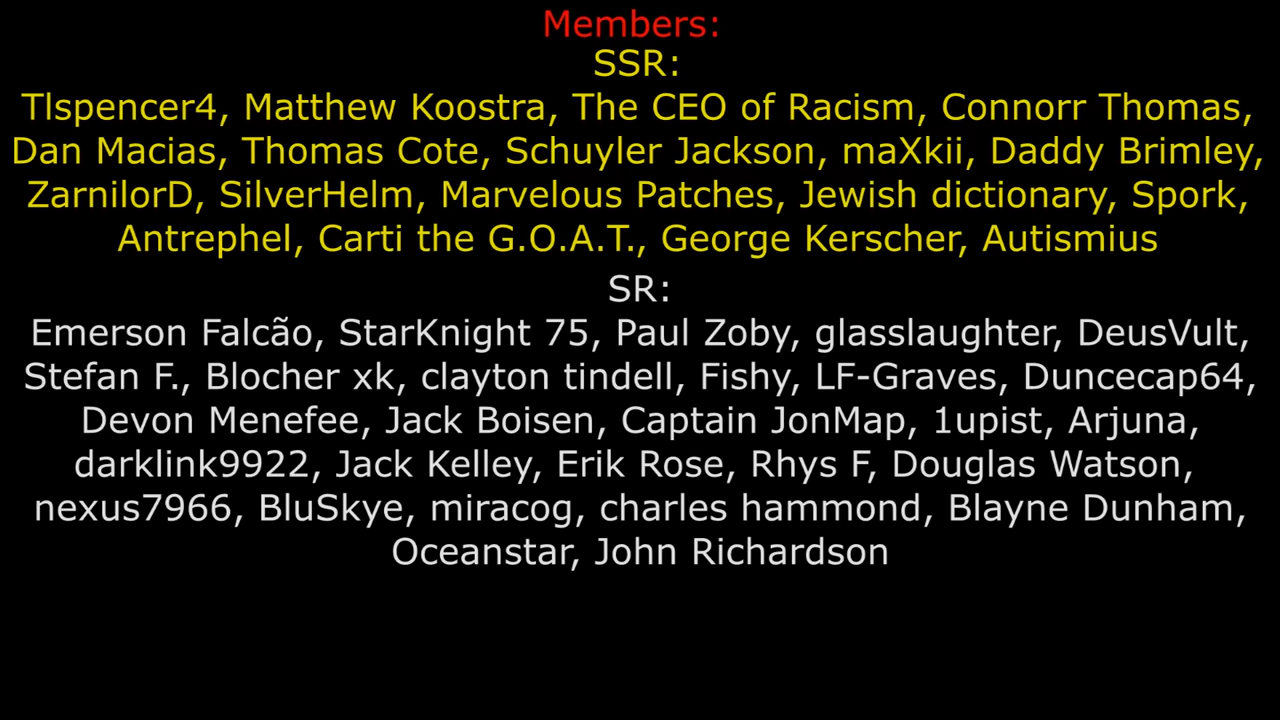 Members:
SSR:
Tlspencer4, Matthew Koostra, The CEO of Racism, Connorr Thomas,
Dan Macias, Thomas Cote, Schuyler Jackson, maXkii, Daddy Brimley,
ZarnilorD, SilverHelm, Marvelous Patches, Jewish dictionary, Spork,
Antrephel, Carti the G.O.A.T., George Kerscher, Autismius
SR:
Emerson Falcão, StarKnight 75, Paul Zoby, glasslaughter, DeusVult,
Stefan F., Blocher xk, clayton tindell, Fishy, LF-Graves, Duncecap64,
Devon Menefee, Jack Boisen, Captain JonMap, 1upist, Arjuna,
darklink9922, Jack Kelley, Erik Rose, Rhys F, Douglas Watson,
nexus7966, BluSkye, miracog, charles hammond, Blayne Dunham,
Oceanstar, John Richardson